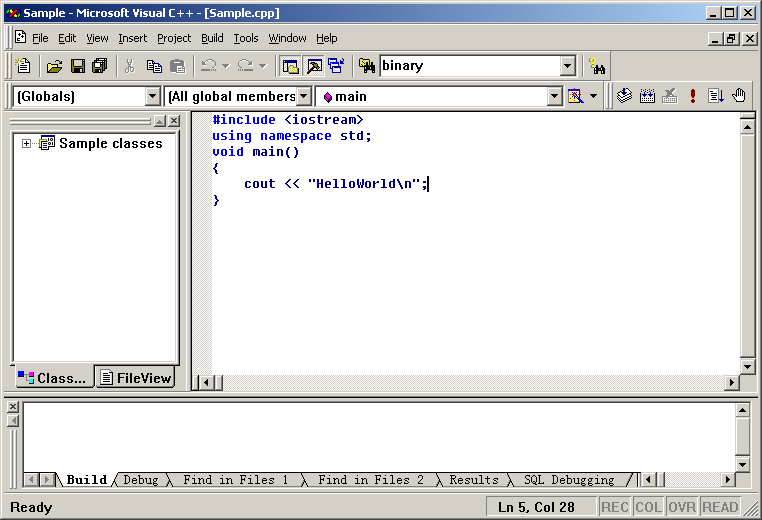 Sample - Microsoft Visual C++ - [Sample.cpp]
File Edit View Insert Project Build Tools Window Help
binary
(Globals) (All global members main
Sample classes
#include <iostream>
using namespace std;
void main()
{
cout << "HelloWorld\n";
}
Class... FileView
Build Debug Find in Files 1 Find in Files 2 Results SQL Debugging
Ready Ln 5, Col 28 REC COL OVR READ